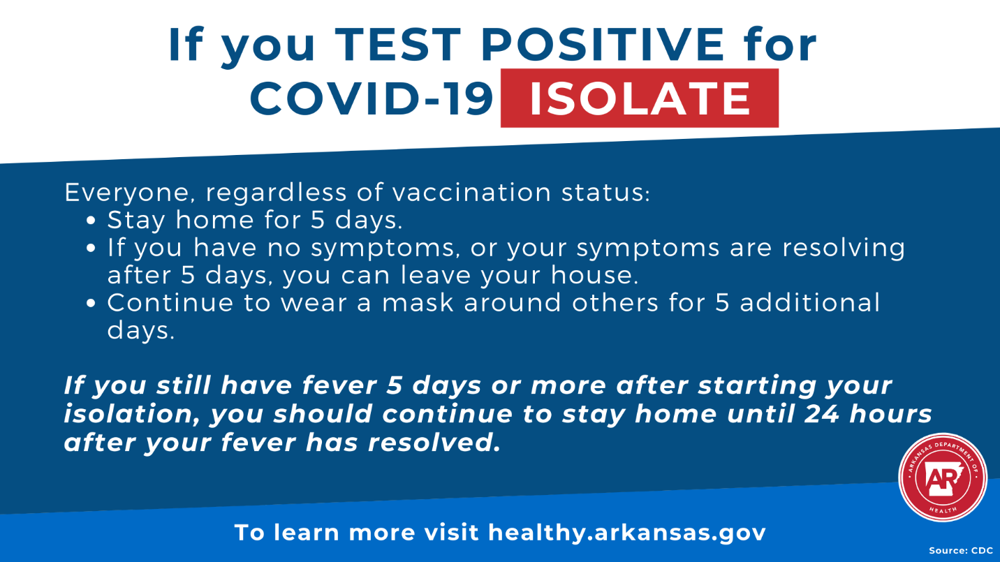 If you TEST POSITIVE for
COVID-19 ISOLATE
Everyone, regardless of vaccination status:
• Stay home for 5 days.
• If you have no symptoms, or your symptoms are resolving
after 5 days, you can leave your house.
• Continue to wear a mask around others for 5 additional
days.
If you still have fever 5 days or more after starting your
isolation, you should continue to stay home until 24 hours
after your fever has resolved.
• ARKANSAS DEPARTMENT OF •
AR
HEALTH
To learn more visit healthy.arkansas.gov
Source: CDC